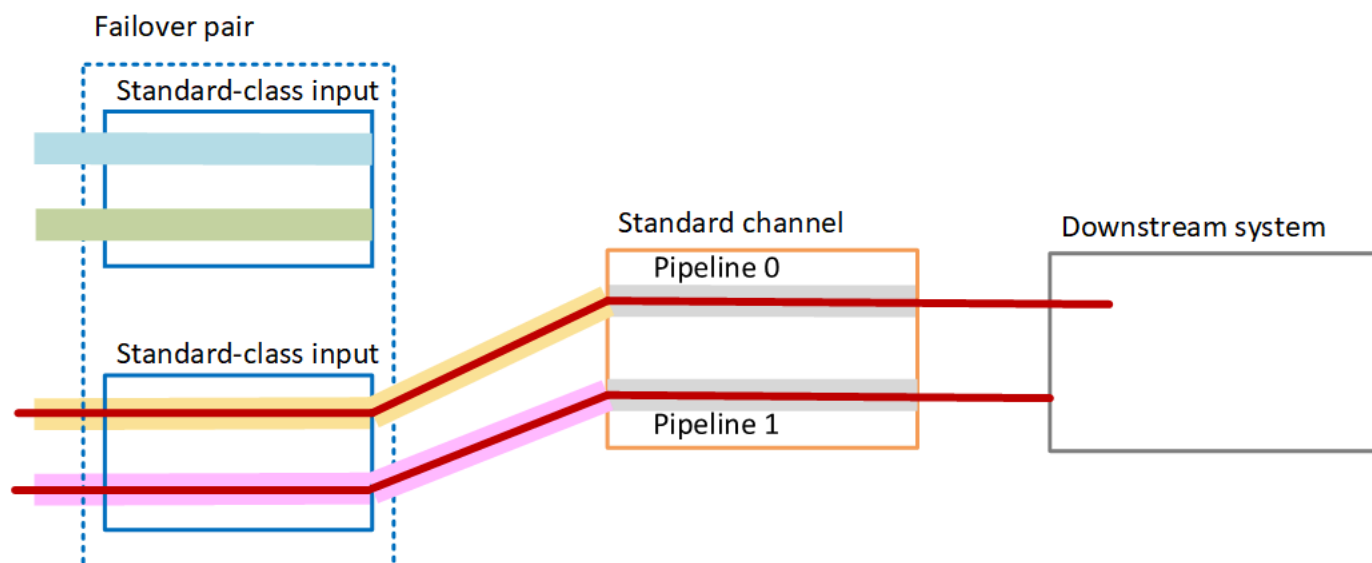 Failover pair
Standard-class input
Standard channel
Downstream system
Pipeline 0
Standard-class input
Pipeline 1